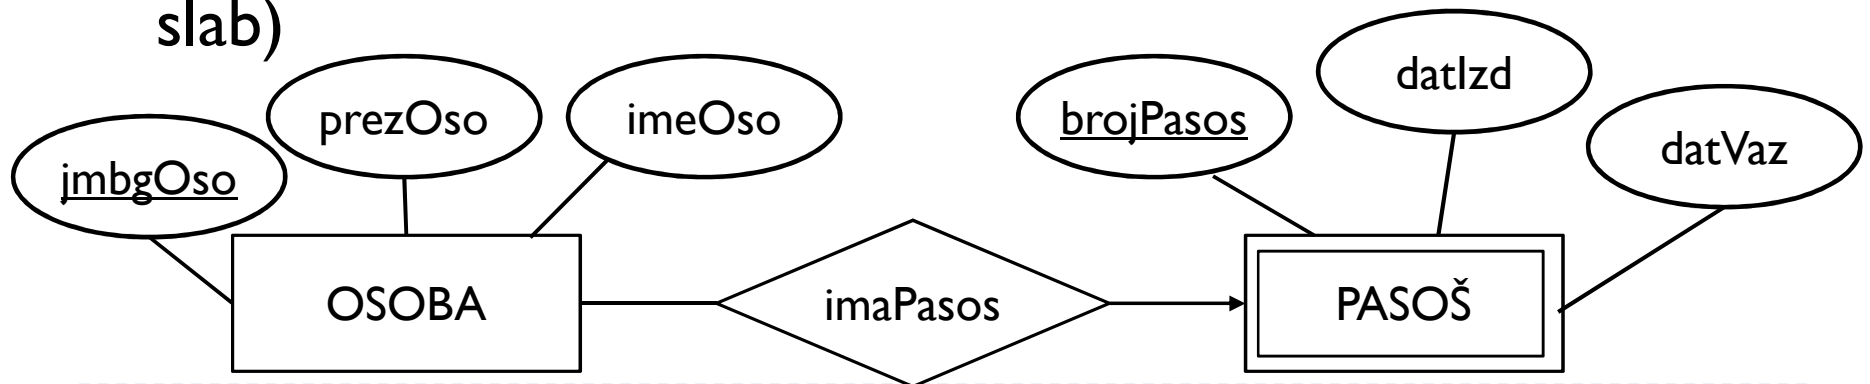 slab)
jmbgOso
prezOso
imeOso
brojPasos
datIzd
datVaz
OSOBA
imaPasos
PASOŠ